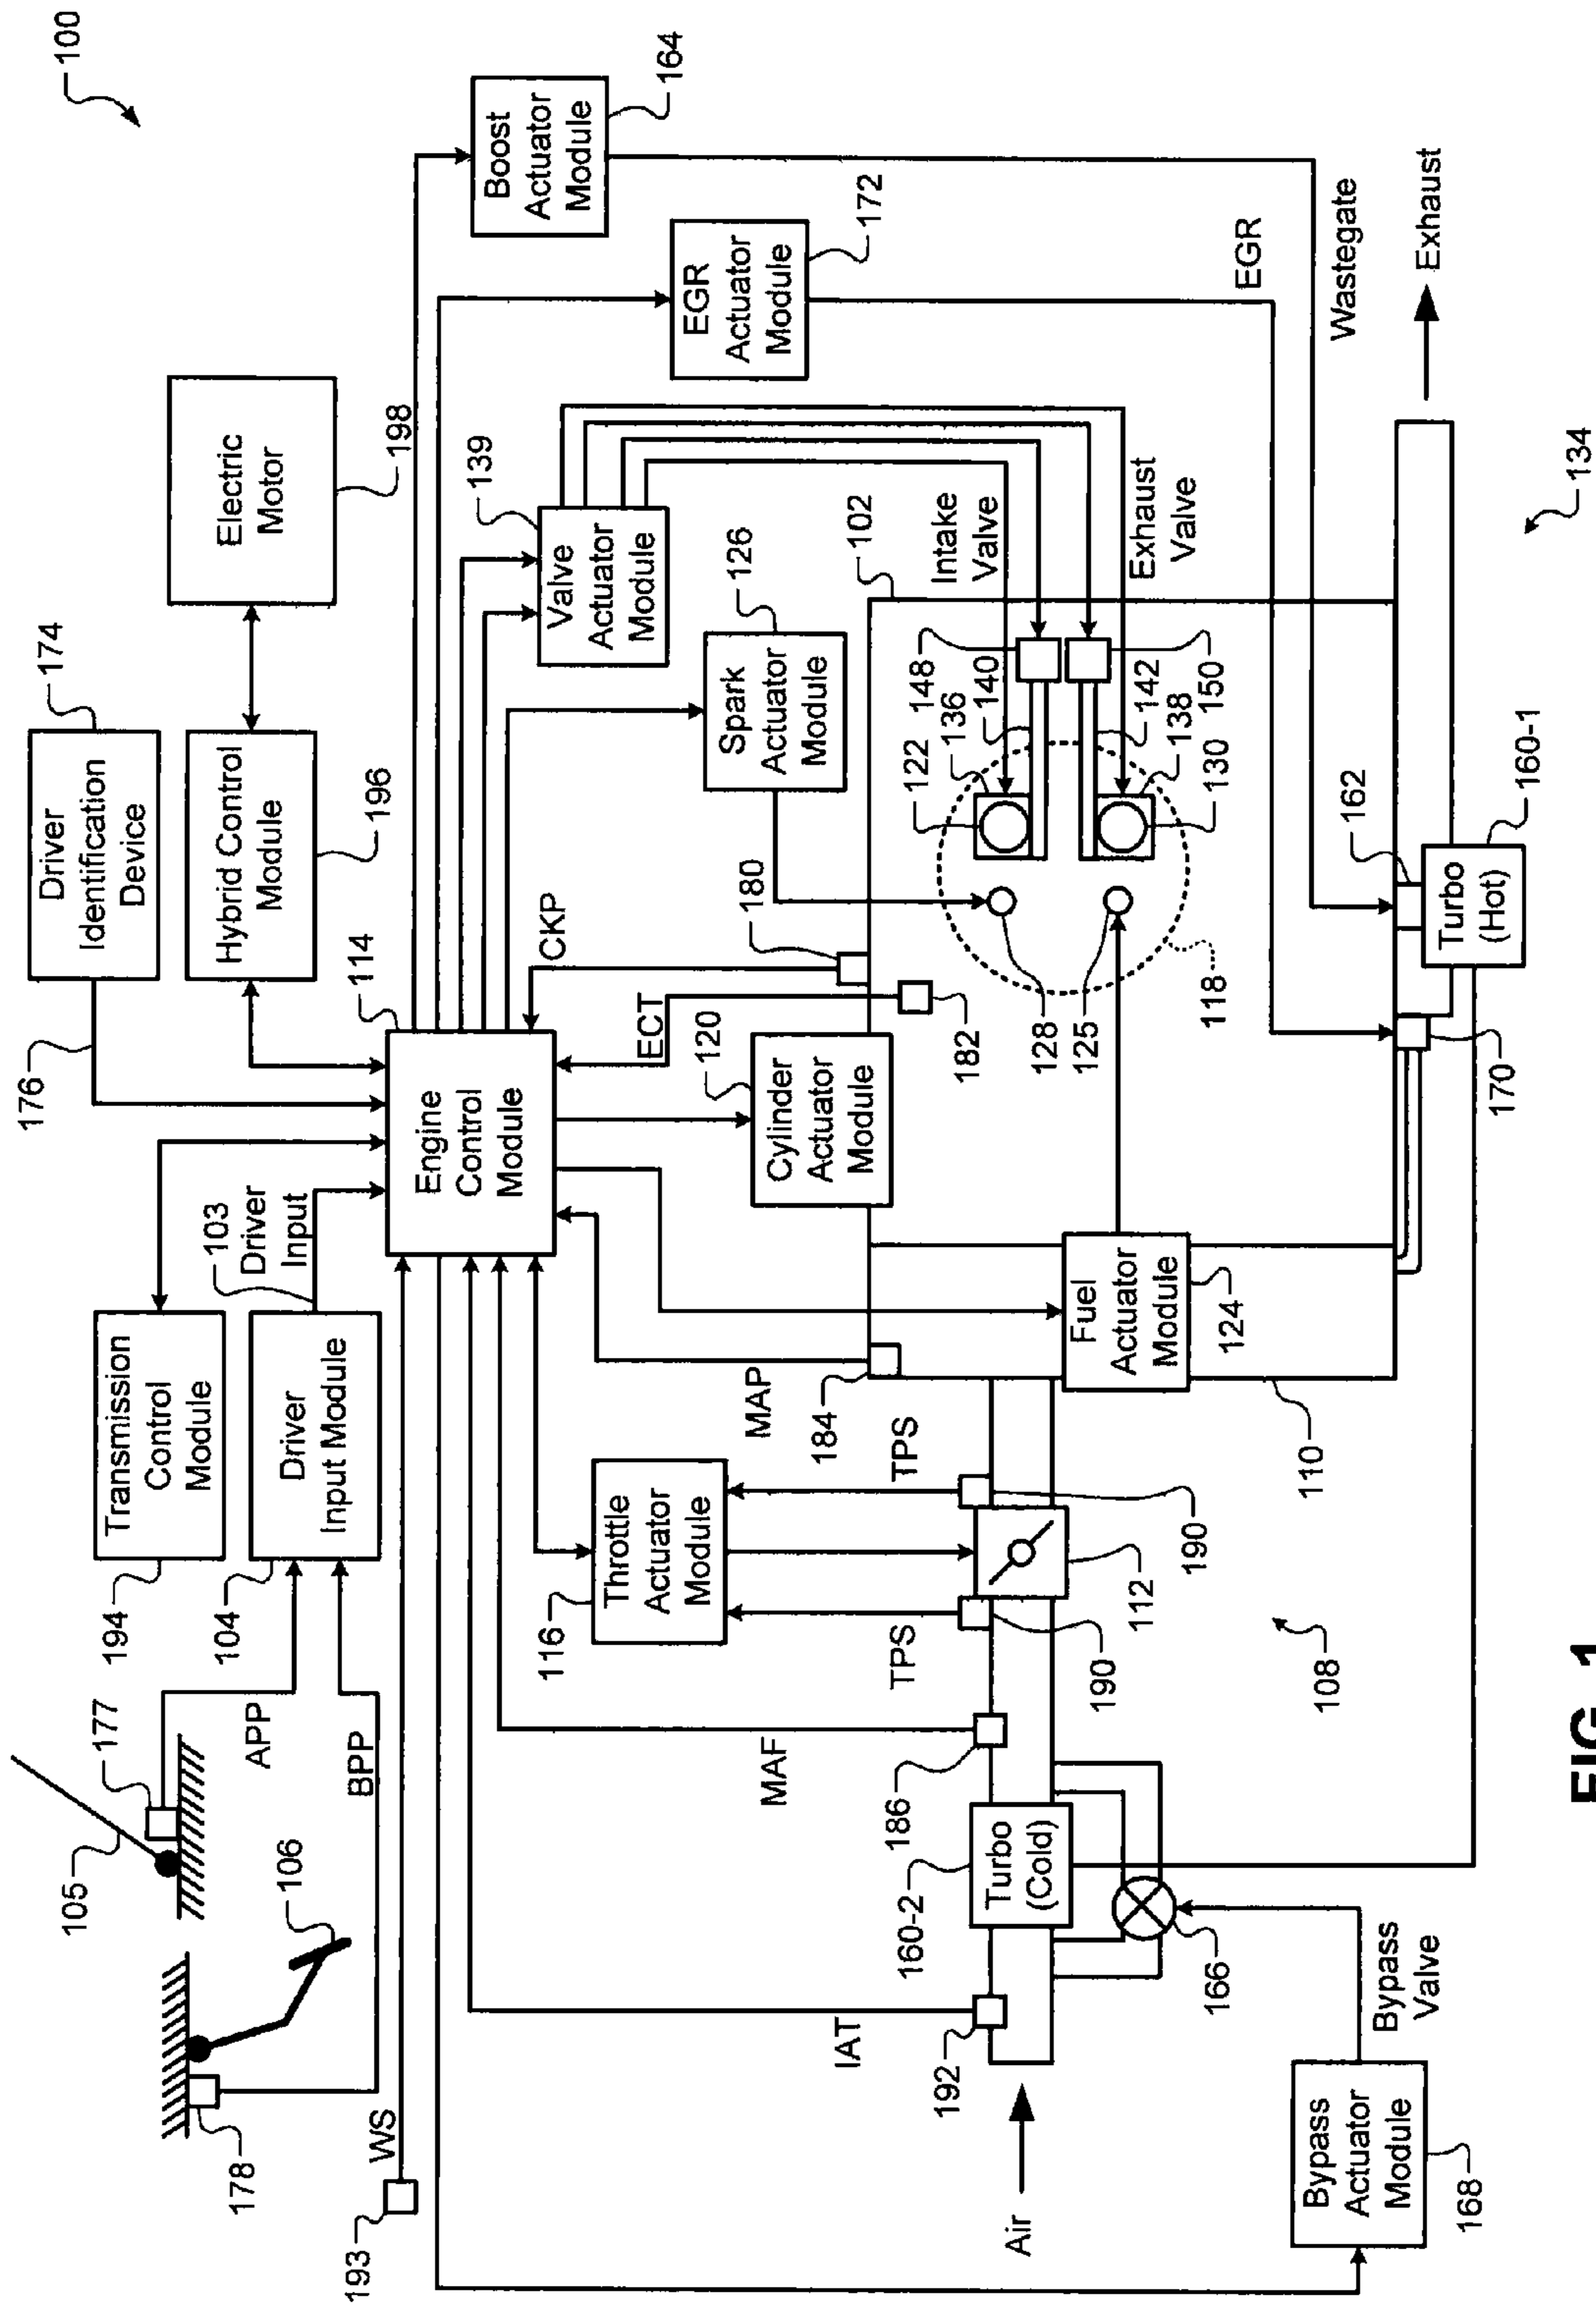 100
Driver
Identification
Device
174
176
Electric
Motor
198
Hybrid Control
Module
196
Transmission
Control
Module
194
103
Driver
Input
Driver
Input Module
104
105
177
APP
106
BPP
178
WS
193
Engine
Control
Module
114
Boost
Actuator
Module
164
EGR
Actuator
Module
172
Valve
Actuator
Module
139
Spark
Actuator
Module
126
CKP
180
ECT
182
120
Cylinder
Actuator
Module
Throttle
Actuator
Module
116
MAP
184
TPS
190
TPS
190
MAF
186
IAT
192
Air
160-2
Turbo
(Cold)
166
Bypass
Valve
Bypass
Actuator
Module
168
112
108
110
Fuel
Actuator
Module
124
128
125
118
102
Intake
Valve
Exhaust
Valve
122
136
140
148
130
138
142
150
EGR
Wastegate
Exhaust
134
162
Turbo
(Hot)
160-1
170
FIG. 1